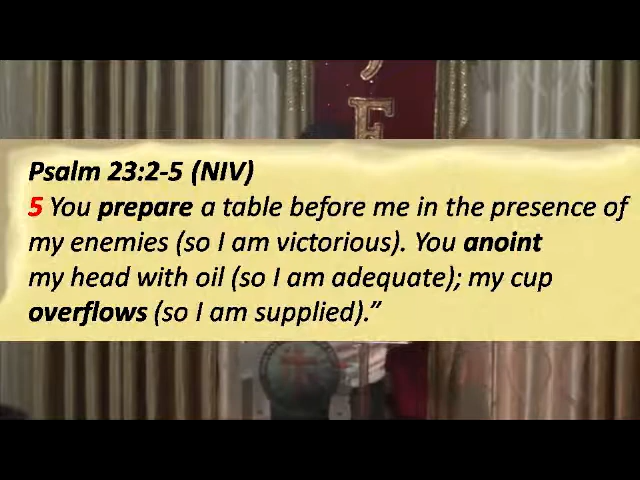 E
Psalm 23:2-5 (NIV)
5 You prepare a table before me in the presence of
my enemies (so I am victorious). You anoint
my head with oil (so I am adequate); my cup
overflows (so I am supplied).”